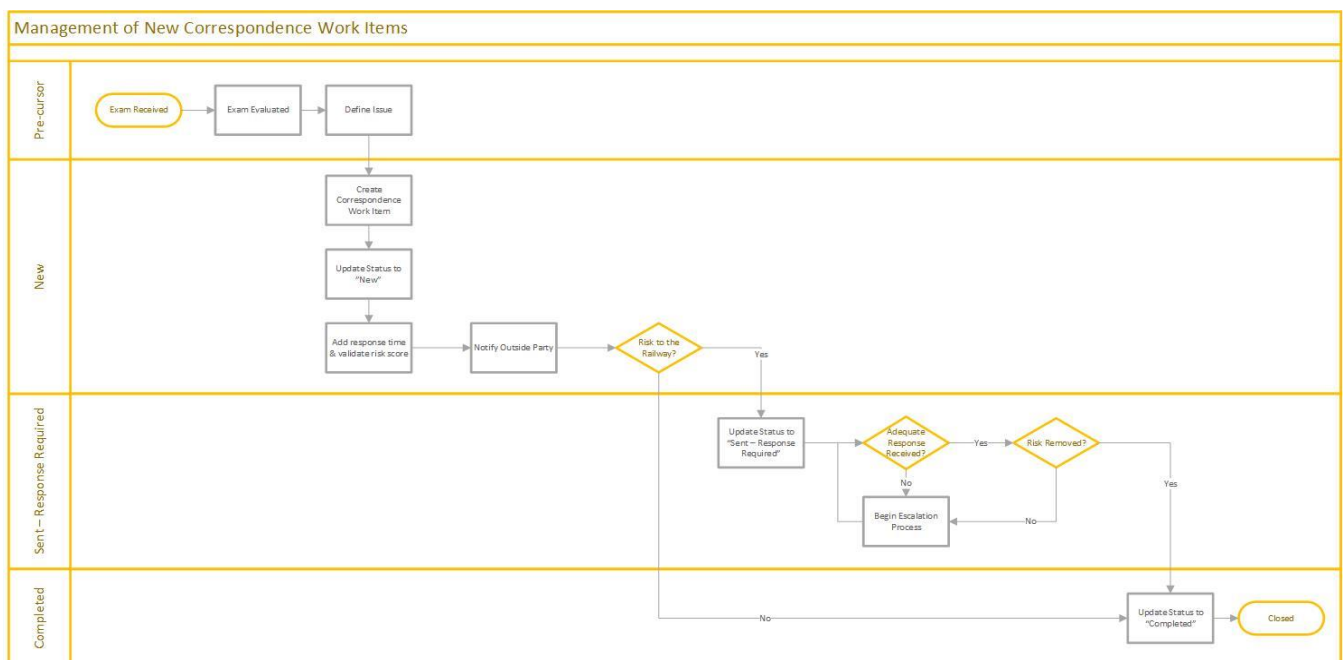 Management of New Correspondence Work Items
Pre-cursor
Exam Received
Exam Evaluated
Define Issue
New
Create
Correspondence
Work Item
Update Status to
"New"
Add response time
& validate risk score
Notify Outside Party
Risk to the
Railway?
Yes
Sent – Response Required
Update Status to
"Sent – Response
Required"
Adequate
Response
Received?
Yes
Risk Removed?
No
Yes
Begin Escalation
Process
No
Completed
No
Update Status to
"Completed"
Closed